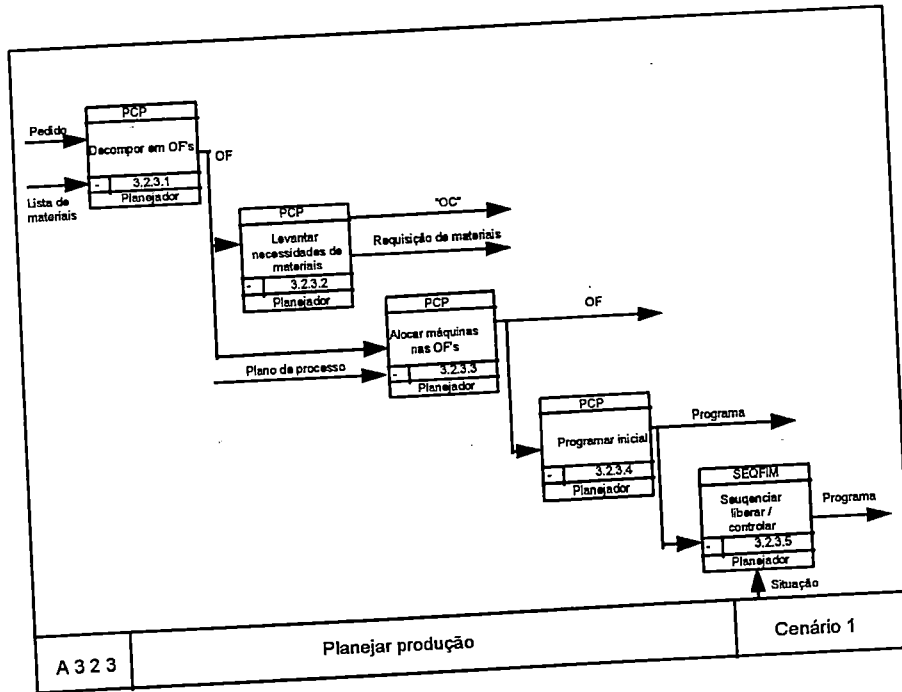 PCP
Pedido
Decompor em OF's
OF
- 3.2.3.1
Lista de
materiais
Planejador
PCP
"OC"
Levantar
necessidades de
materiais
Requisição de materiais
- 3.2.3.2
Planejador
PCP
OF
Alocar máquinas
nas OF's
Plano de processo
- 3.2.3.3
Planejador
PCP
Programa
Programar inicial
- 3.2.3.4
Planejador
SEQFIM
Seuqenciar
liberar /
controlar
Programa
- 3.2.3.5
Planejador
Situação
A 3 2 3
Planejar produção
Cenário 1